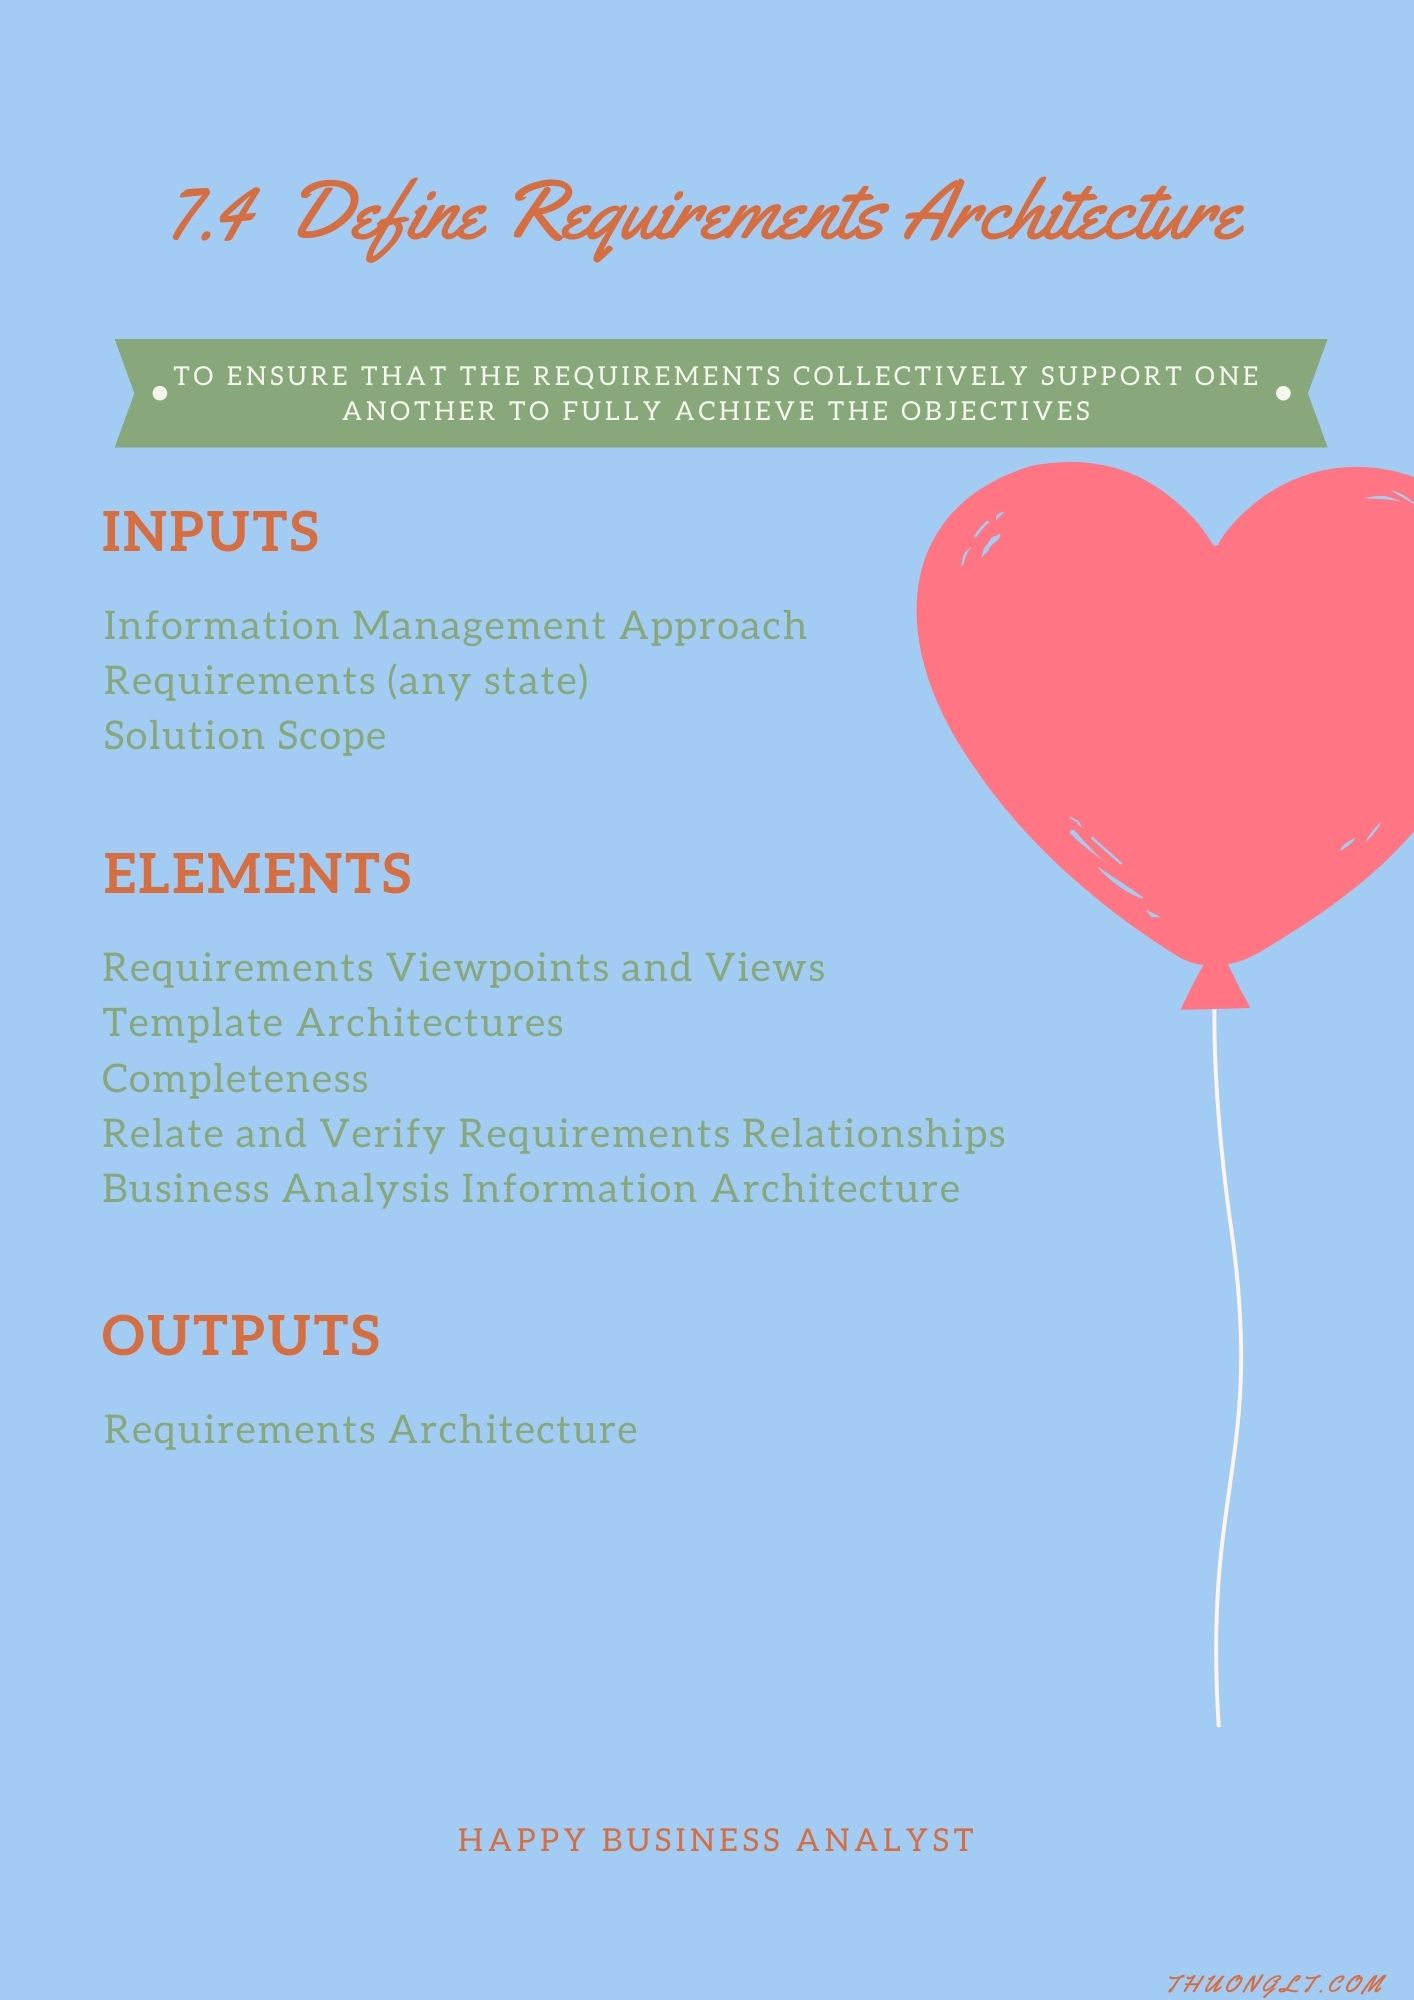 7.4 Define Requirements Architecture
TO ENSURE THAT THE REQUIREMENTS COLLECTIVELY SUPPORT ONE
ANOTHER TO FULLY ACHIEVE THE OBJECTIVES
INPUTS
Information Management Approach
Requirements (any state)
Solution Scope
ELEMENTS
Requirements Viewpoints and Views
Template Architectures
Completeness
Relate and Verify Requirements Relationships
Business Analysis Information Architecture
OUTPUTS
Requirements Architecture
HAPPY BUSINESS ANALYST
THUONGLT.COM